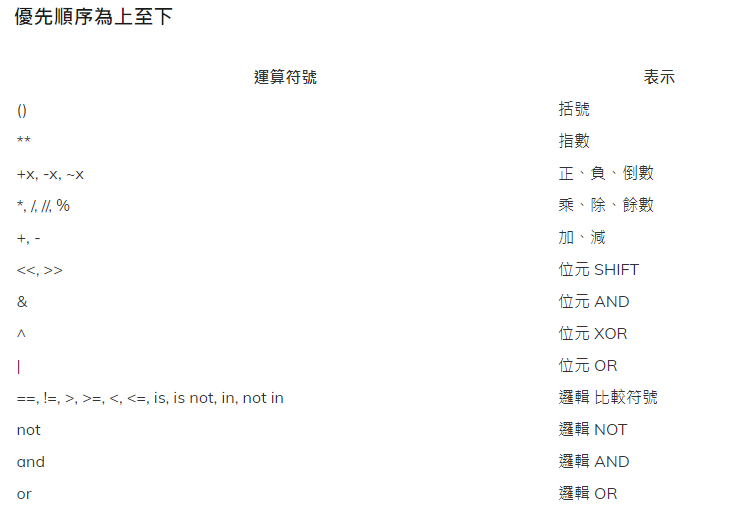 優先順序為上至下
運算符號 表示
() 括號
** 指數
+x, -x, ~x 正、負、倒數
*, /, //, % 乘、除、餘數
+, - 加、減
<<, >> 位元 SHIFT
& 位元 AND
^ 位元 XOR
| 位元 OR
==, !=, >, >=, <, <=, is, is not, in, not in 邏輯 比較符號
not 邏輯 NOT
and 邏輯 AND
or 邏輯 OR